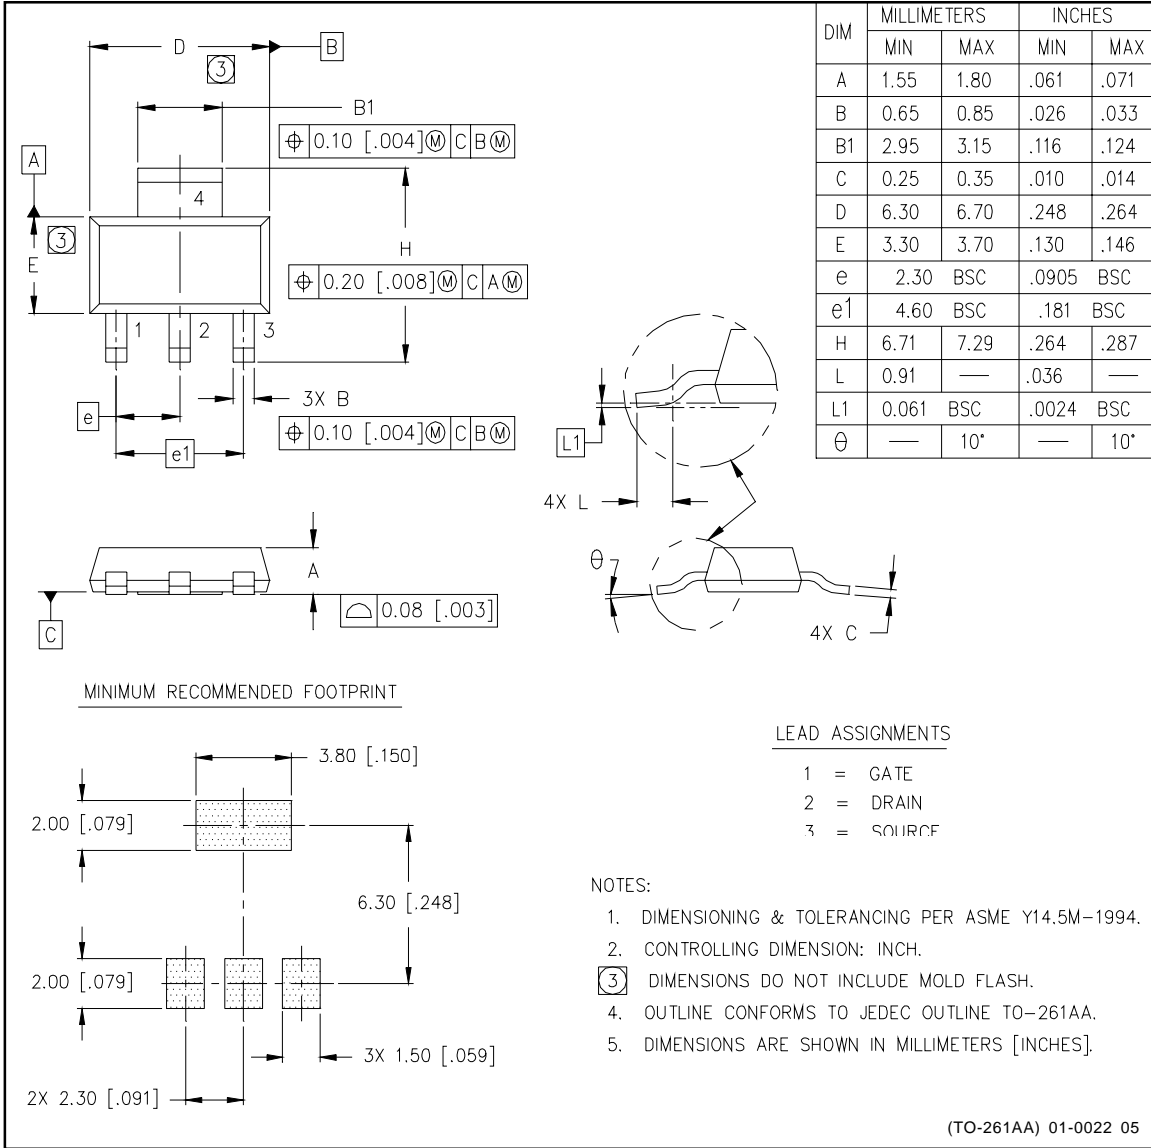 D
B
3
B1
⌖ 0.10 [.004]Ⓜ C BⓂ
A
4
3
E
H
⌖ 0.20 [.008]Ⓜ C AⓂ
1 2 3
3X B
e
⌖ 0.10 [.004]Ⓜ C BⓂ
e1
L1
4X L
DIM MILLIMETERS INCHES
MIN MAX MIN MAX
A 1.55 1.80 .061 .071
B 0.65 0.85 .026 .033
B1 2.95 3.15 .116 .124
C 0.25 0.35 .010 .014
D 6.30 6.70 .248 .264
E 3.30 3.70 .130 .146
e 2.30 BSC .0905 BSC
e1 4.60 BSC .181 BSC
H 6.71 7.29 .264 .287
L 0.91 — .036 —
L1 0.061 BSC .0024 BSC
θ — 10° — 10°
A
⌓ 0.08 [.003]
C
θ
4X C
MINIMUM RECOMMENDED FOOTPRINT
3.80 [.150]
2.00 [.079]
6.30 [.248]
2.00 [.079]
3X 1.50 [.059]
2X 2.30 [.091]
LEAD ASSIGNMENTS
1 = GATE
2 = DRAIN
3 = SOURCE
NOTES:
1. DIMENSIONING & TOLERANCING PER ASME Y14.5M-1994.
2. CONTROLLING DIMENSION: INCH.
3 DIMENSIONS DO NOT INCLUDE MOLD FLASH.
4. OUTLINE CONFORMS TO JEDEC OUTLINE TO-261AA.
5. DIMENSIONS ARE SHOWN IN MILLIMETERS [INCHES].
(TO-261AA) 01-0022 05